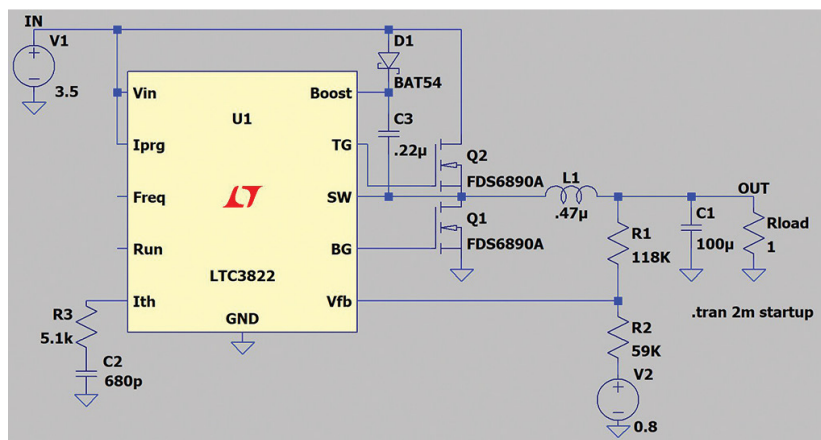 IN
V1
3.5
Vin
Iprg
Freq
Run
Ith
U1
LTC3822
GND
Boost
TG
SW
BG
Vfb
D1
BAT54
C3
.22µ
Q2
FDS6890A
Q1
FDS6890A
L1
.47µ
OUT
R1
118K
C1
100µ
Rload
1
R3
5.1k
C2
680p
R2
59K
V2
0.8
.tran 2m startup